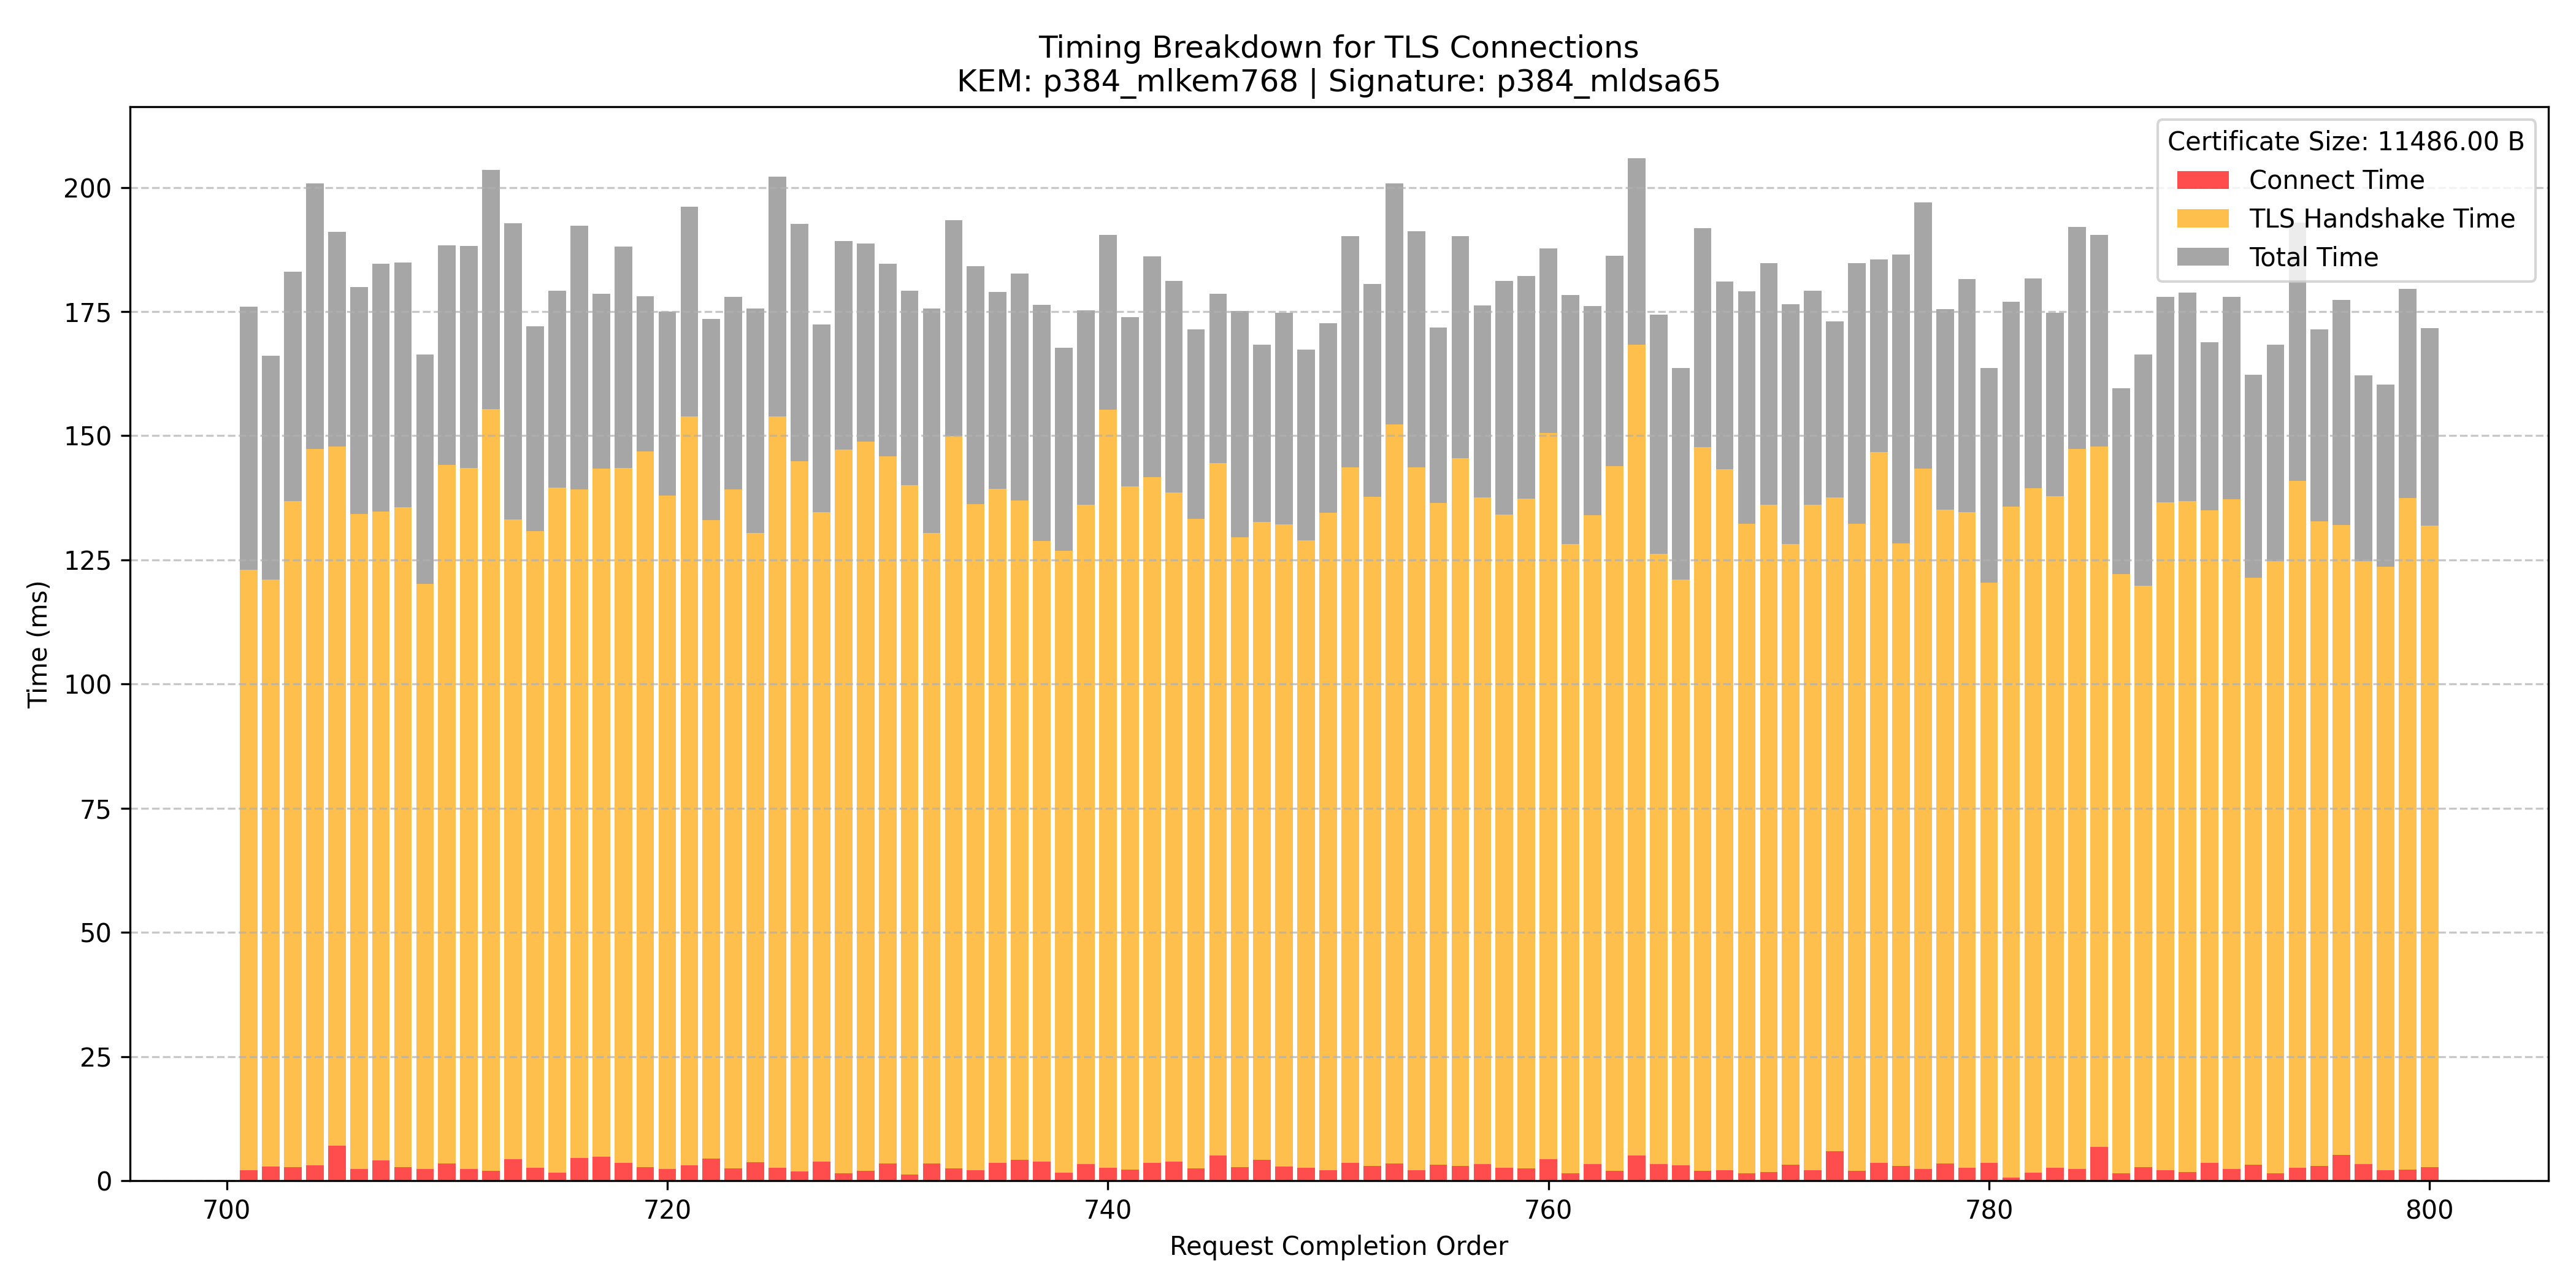 Timing Breakdown for TLS Connections
KEM: p384_mlkem768 | Signature: p384_mldsa65
Certificate Size: 11486.00 B
Connect Time
TLS Handshake Time
Total Time
Time (ms)
200
175
150
125
100
75
50
25
0
700 720 740 760 780 800
Request Completion Order